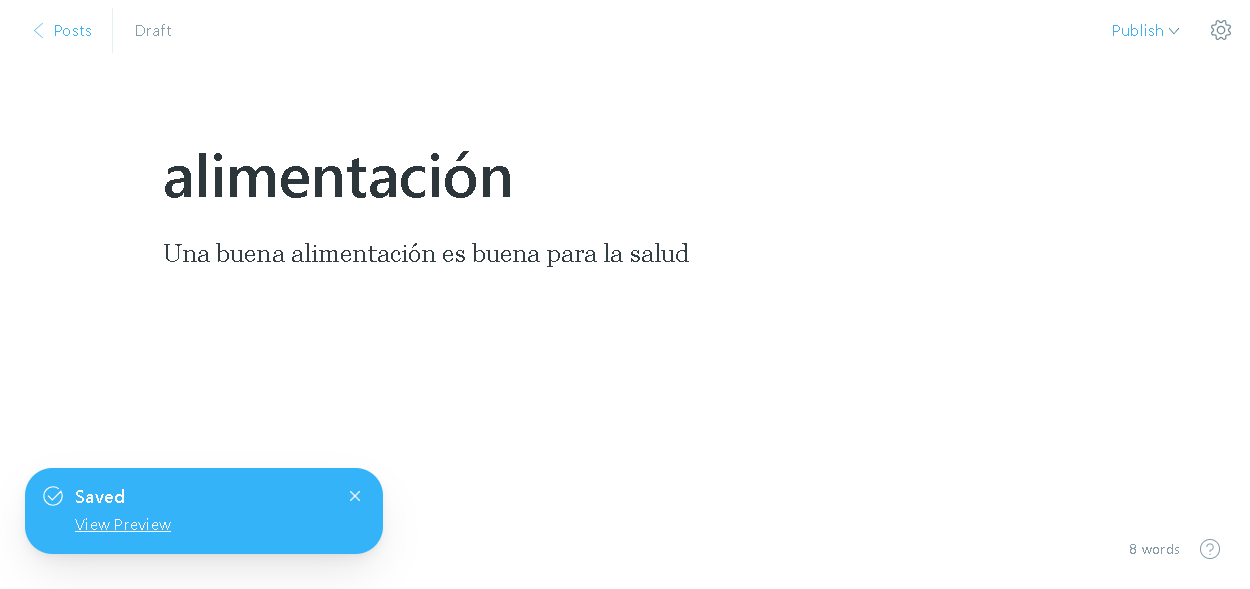 Posts
Draft
Publish
alimentación
Una buena alimentación es buena para la salud
Saved
View Preview
8 words
?